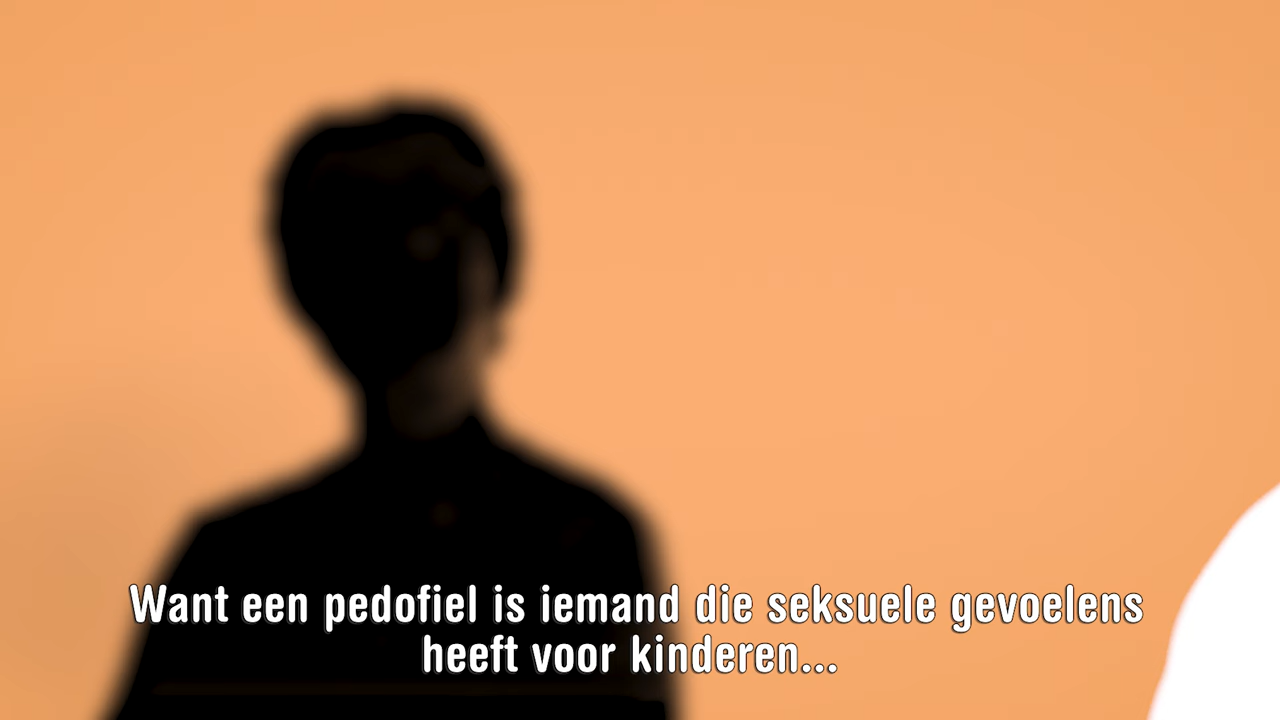 Want een pedofiel is iemand die seksuele gevoelens
heeft voor kinderen...